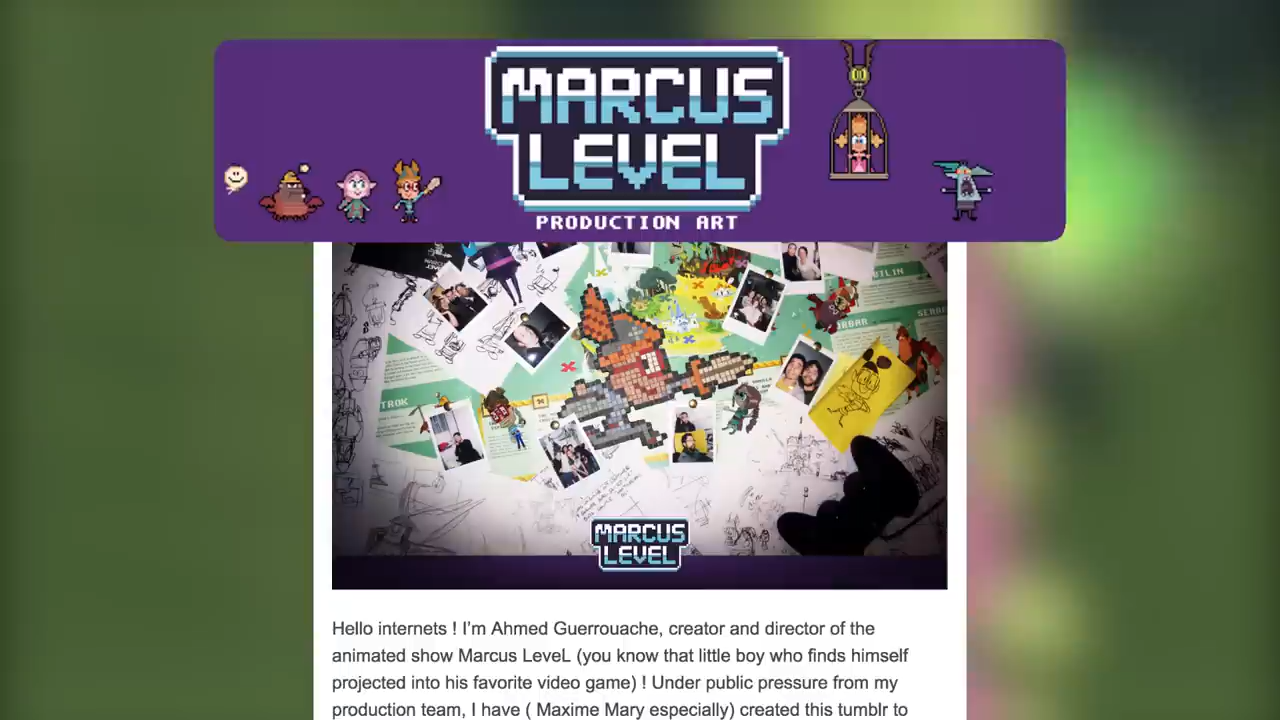 MARCUS
LEVEL
PRODUCTION ART
BILIN
TROK
MARCUS
LEVEL
Hello internets ! I'm Ahmed Guerrouache, creator and director of the
animated show Marcus LeveL (you know that little boy who finds himself
projected into his favorite video game) ! Under public pressure from my
production team, I have ( Maxime Mary especially) created this tumblr to